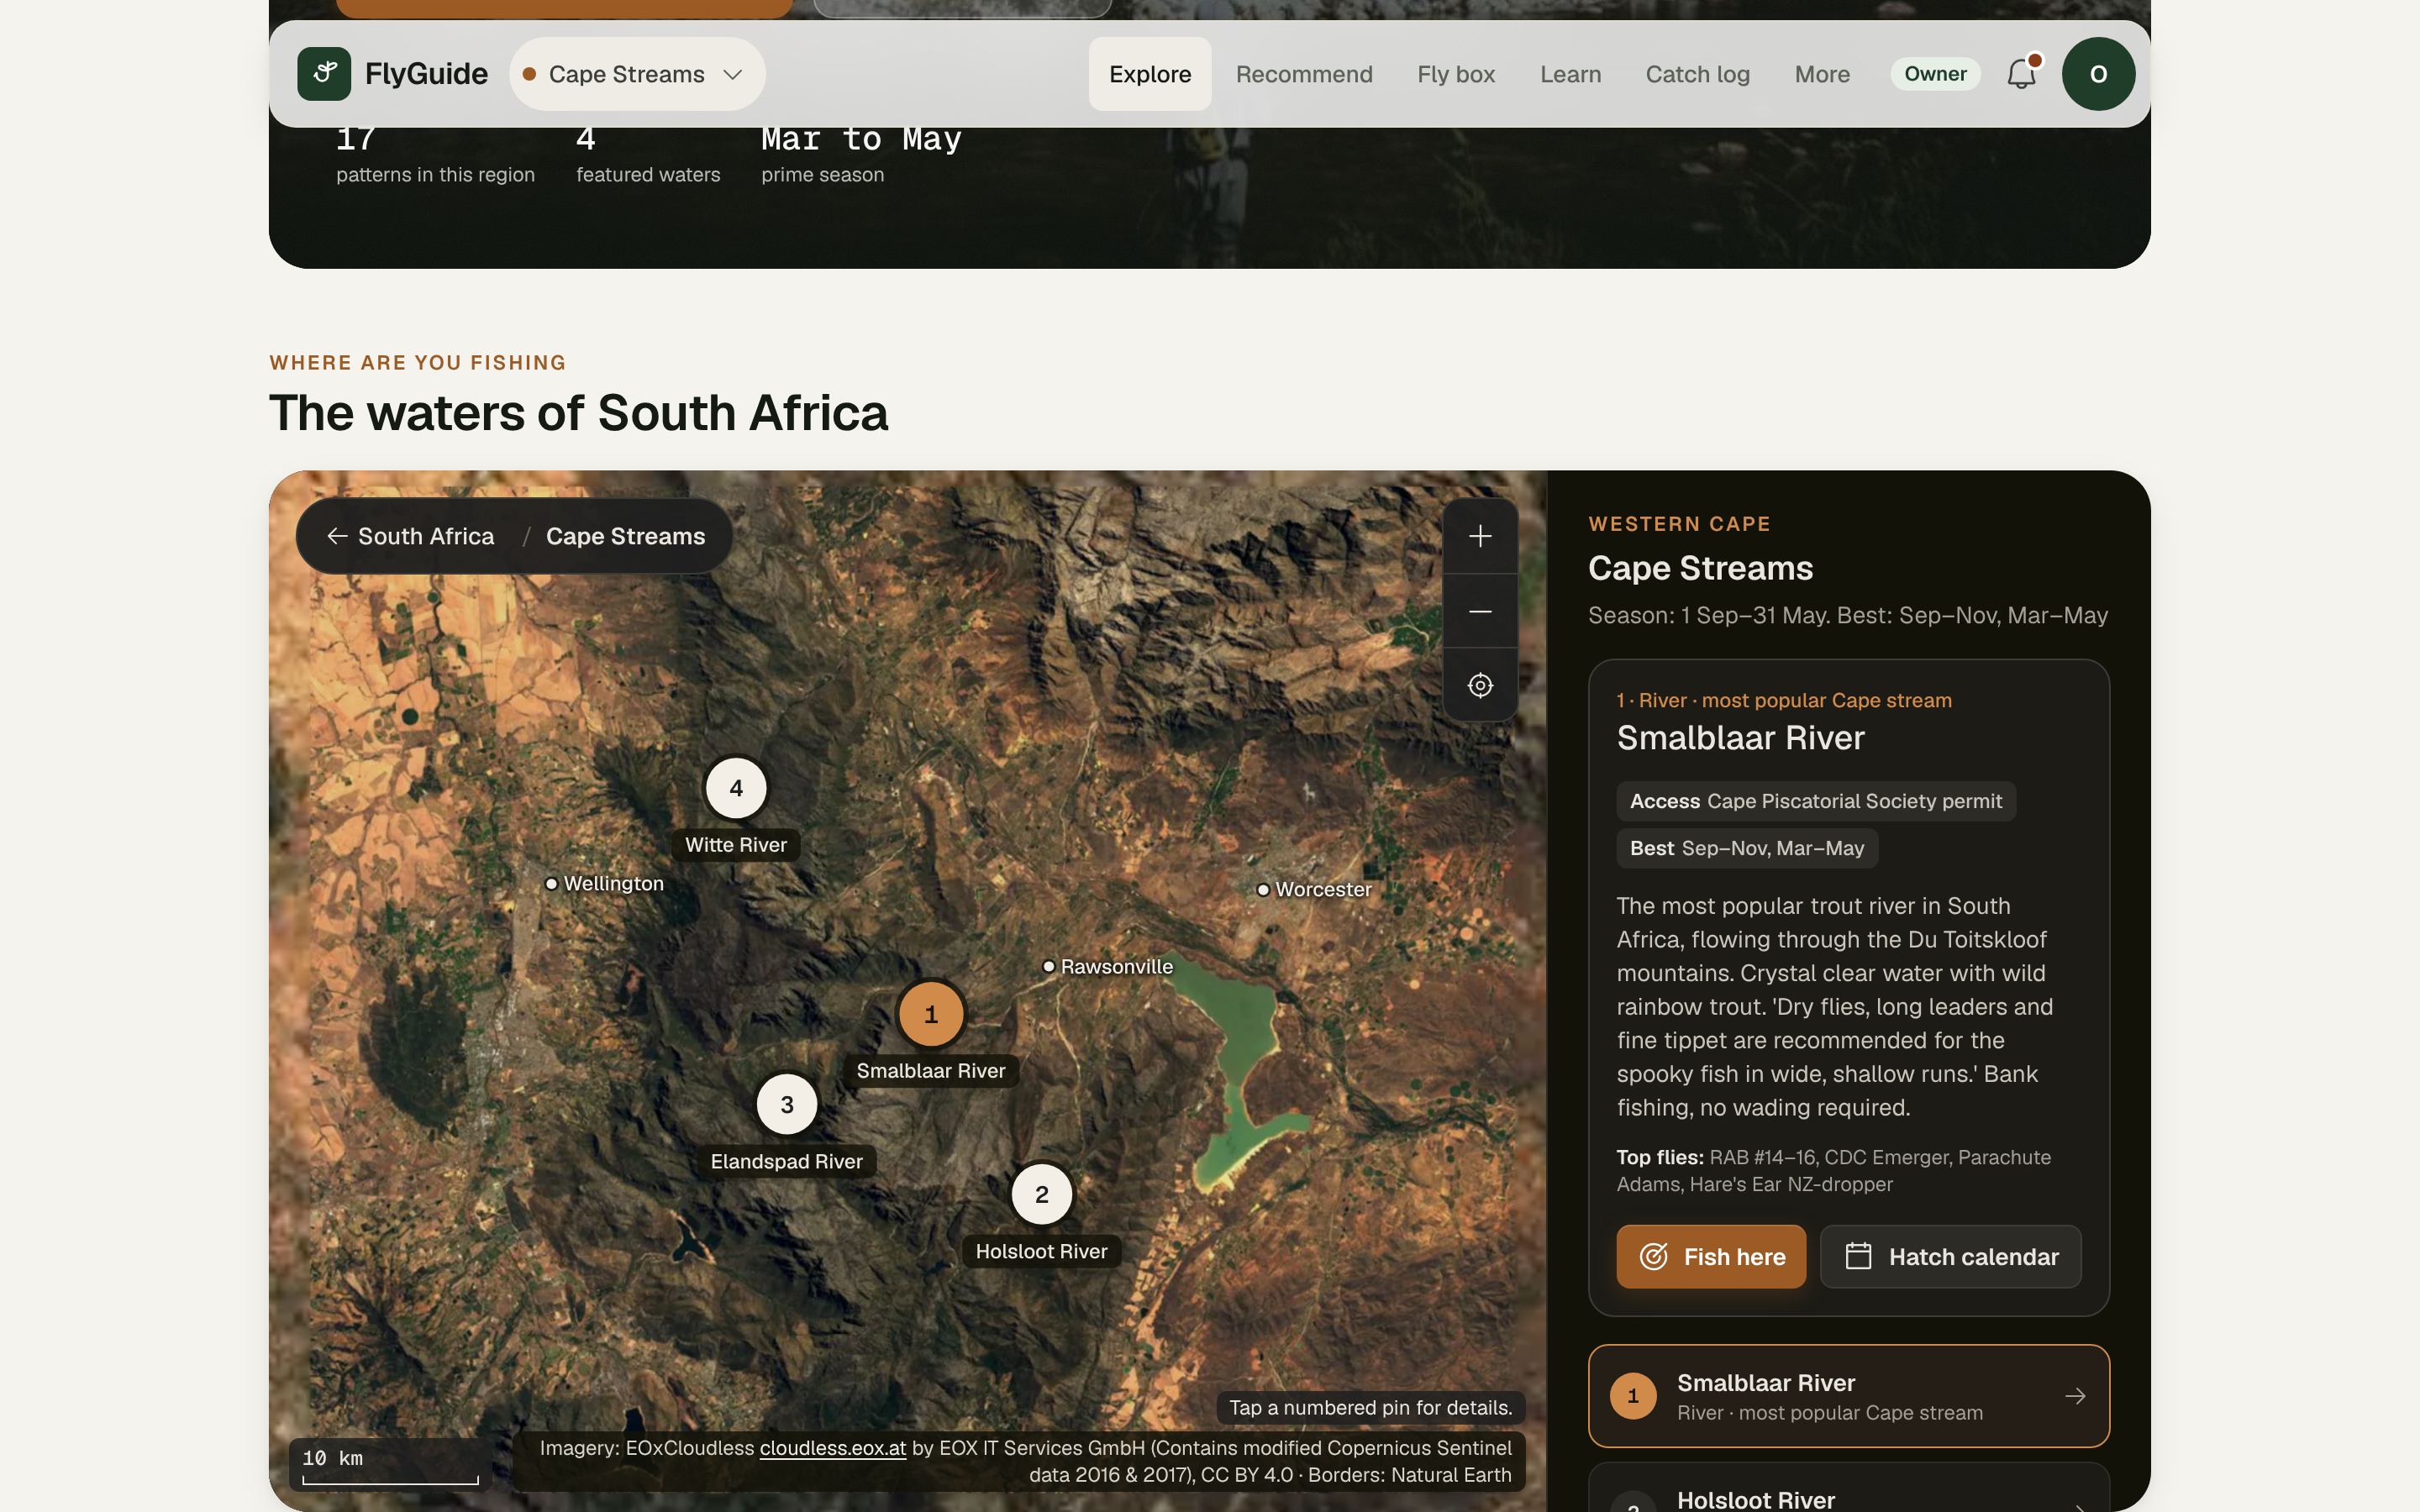 FlyGuide
Cape Streams
Explore
Recommend
Fly box
Learn
Catch log
More
Owner
O
17
patterns in this region
4
featured waters
Mar to May
prime season
WHERE ARE YOU FISHING
The waters of South Africa
← South Africa / Cape Streams
4
Witte River
Wellington
Worcester
Rawsonville
1
Smalblaar River
3
Elandspad River
2
Holsloot River
Tap a numbered pin for details.
10 km
Imagery: EOxCloudless cloudless.eox.at by EOX IT Services GmbH (Contains modified Copernicus Sentinel
data 2016 & 2017), CC BY 4.0 · Borders: Natural Earth
WESTERN CAPE
Cape Streams
Season: 1 Sep–31 May. Best: Sep–Nov, Mar–May
1 · River · most popular Cape stream
Smalblaar River
Access Cape Piscatorial Society permit
Best Sep–Nov, Mar–May
The most popular trout river in South
Africa, flowing through the Du Toitskloof
mountains. Crystal clear water with wild
rainbow trout. 'Dry flies, long leaders and
fine tippet are recommended for the
spooky fish in wide, shallow runs.' Bank
fishing, no wading required.
Top flies: RAB #14–16, CDC Emerger, Parachute
Adams, Hare's Ear NZ-dropper
Fish here
Hatch calendar
1
Smalblaar River
River · most popular Cape stream
Holsloot River